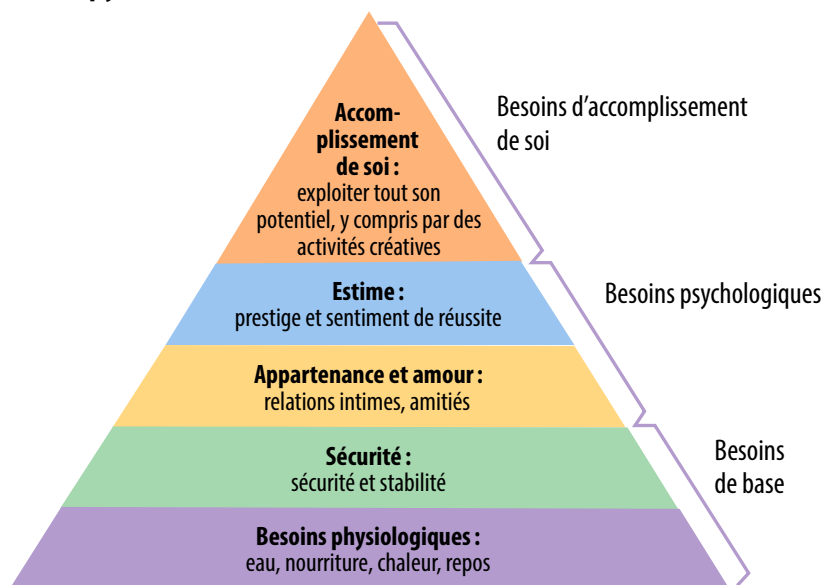 Accom-
plissement
de soi :
exploiter tout son
potentiel, y compris par des
activités créatives
Besoins d'accomplissement
de soi
Estime :
prestige et sentiment de réussite
Besoins psychologiques
Appartenance et amour :
relations intimes, amitiés
Sécurité :
sécurité et stabilité
Besoins
de base
Besoins physiologiques :
eau, nourriture, chaleur, repos